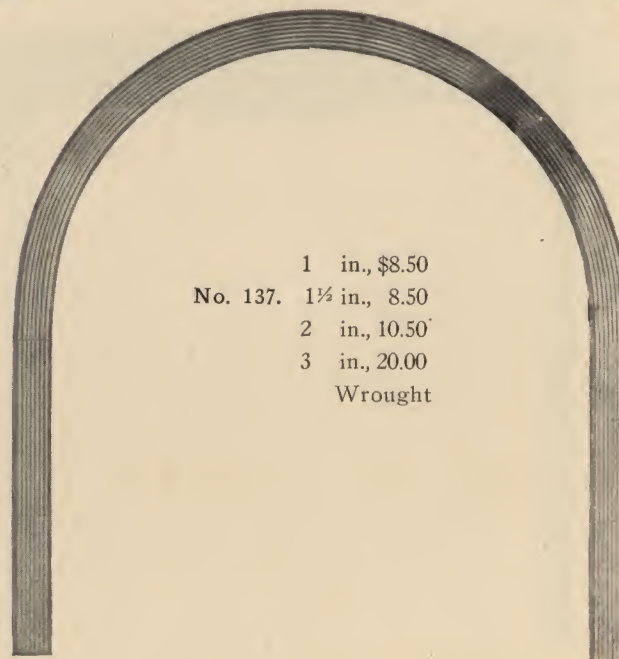 1 in., $8.50
No. 137. 1½ in., 8.50
2 in., 10.50
3 in., 20.00
Wrought